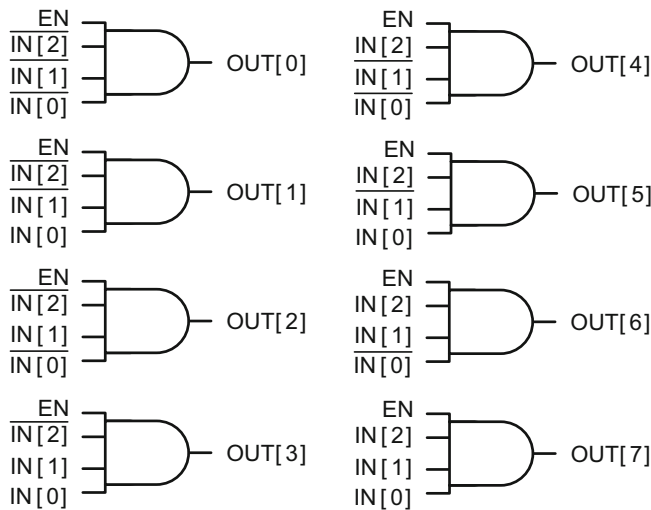 EN
IN[2]
IN[1]
IN[0]
OUT[0]
EN
IN[2]
IN[1]
IN[0]
OUT[1]
EN
IN[2]
IN[1]
IN[0]
OUT[2]
EN
IN[2]
IN[1]
IN[0]
OUT[3]
EN
IN[2]
IN[1]
IN[0]
OUT[4]
EN
IN[2]
IN[1]
IN[0]
OUT[5]
EN
IN[2]
IN[1]
IN[0]
OUT[6]
EN
IN[2]
IN[1]
IN[0]
OUT[7]